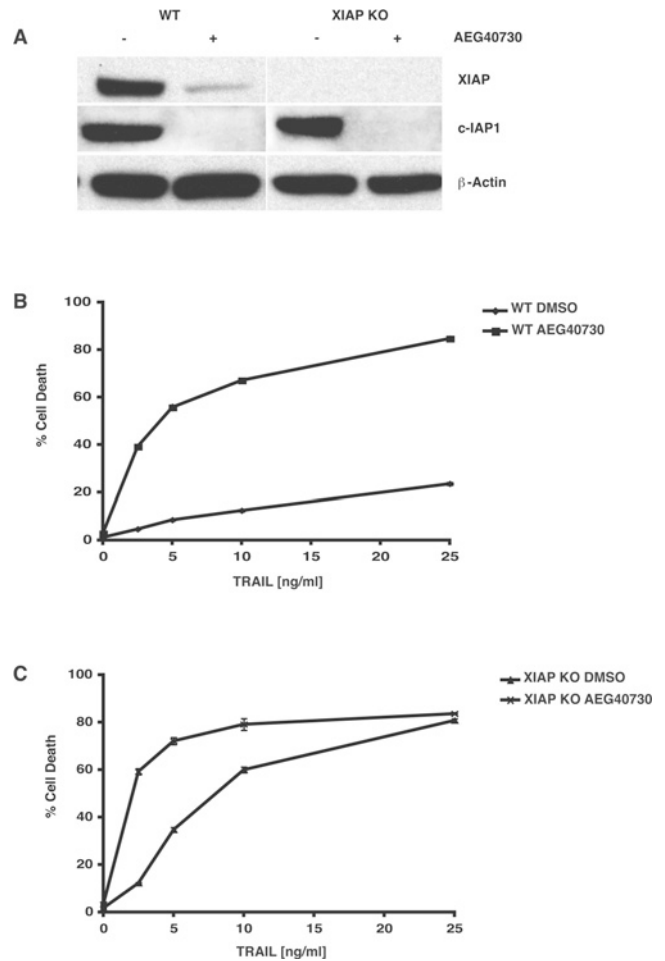 WT XIAP KO
A - + - + AEG40730
XIAP
c-IAP1
β-Actin
B
100
80
60
40
20
0
% Cell Death
0 5 10 15 20 25
TRAIL [ng/ml]
WT DMSO
WT AEG40730
C
100
80
60
40
20
0
% Cell Death
0 5 10 15 20 25
TRAIL [ng/ml]
XIAP KO DMSO
XIAP KO AEG40730